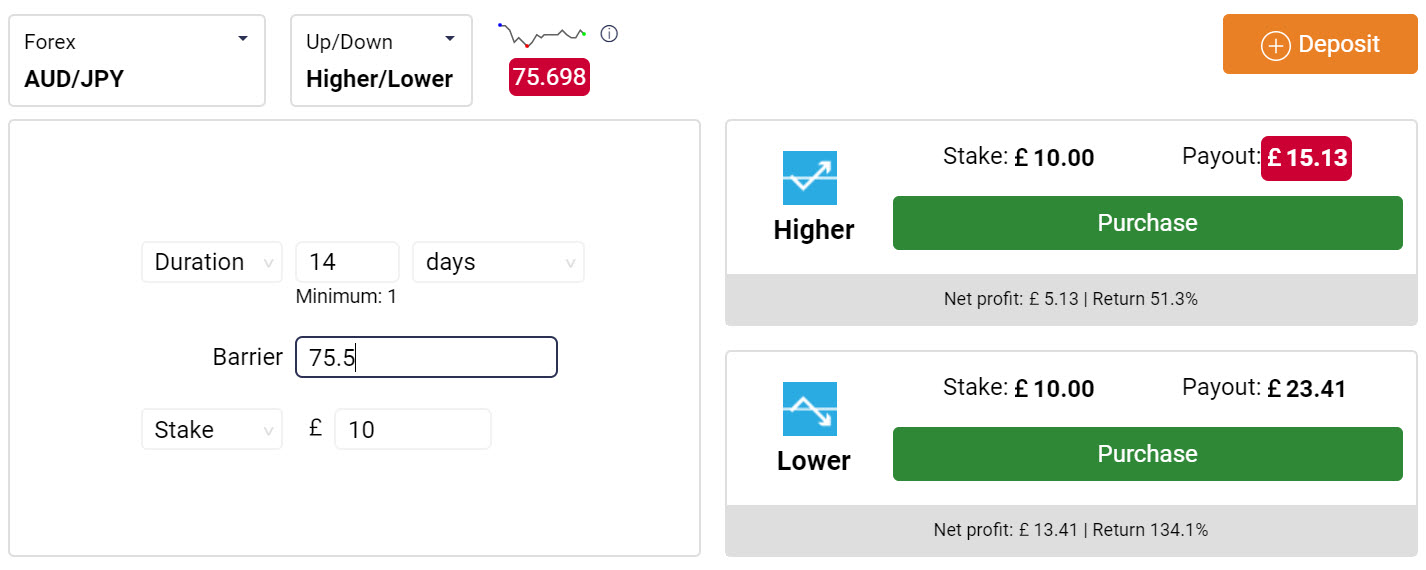 Forex
AUD/JPY
Up/Down
Higher/Lower
75.698
Deposit
Duration 14 days
Minimum: 1
Barrier 75.5
Stake £ 10
Higher
Stake: £ 10.00 Payout: £ 15.13
Purchase
Net profit: £ 5.13 | Return 51.3%
Lower
Stake: £ 10.00 Payout: £ 23.41
Purchase
Net profit: £ 13.41 | Return 134.1%